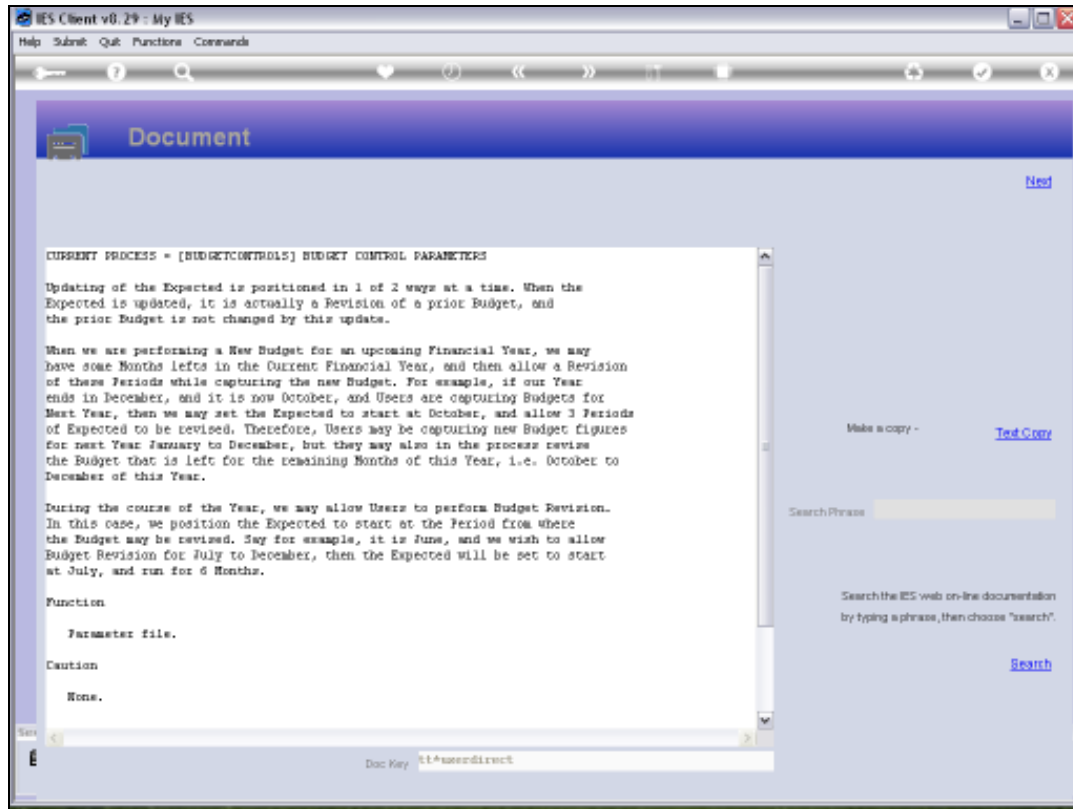 IES Client v8.29 : My IES
Help Submit Quit Functions Commands
Document
Next
CURRENT PROCESS = [BUDGETCONTROLS] BUDGET CONTROL PARAMETERS
Updating of the Expected is positioned in 1 of 2 ways at a time. When the
Expected is updated, it is actually a Revision of a prior Budget, and
the prior Budget is not changed by this update.
When we are performing a New Budget for an upcoming Financial Year, we may
have some Months lefts in the Current Financial Year, and then allow a Revision
of these Periods while capturing the new Budget. For example, if our Year
ends in December, and it is now October, and Users are capturing Budgets for
Next Year, then we may set the Expected to start at October, and allow 3 Periods
of Expected to be revised. Therefore, Users may be capturing new Budget figures
for next Year January to December, but they may also in the process revise
the Budget that is left for the remaining Months of this Year, i.e. October to
December of this Year.
During the course of the Year, we may allow Users to perform Budget Revision.
In this case, we position the Expected to start at the Period from where
the Budget may be revised. Say for example, it is June, and we wish to allow
Budget Revision for July to December, then the Expected will be set to start
at July, and run for 6 Months.
Function
Parameter file.
Caution
None.
Make a copy -
Text Copy
Search Phrase
Search the IES web on-line documentation
by typing a phrase, then choose "search".
Search
Doc Key tt^userdirect